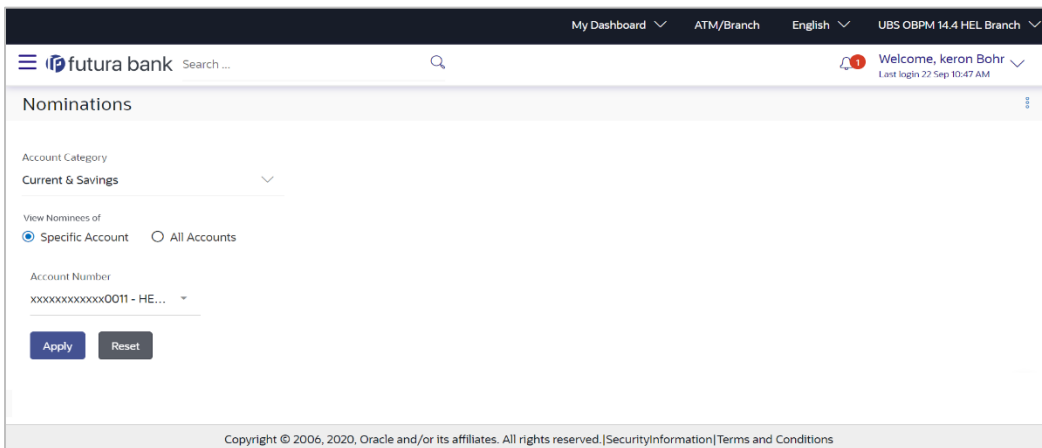 My Dashboard ATM/Branch English UBS OBPM 14.4 HEL Branch
futura bank Search ... 1 Welcome, keron Bohr
Last login 22 Sep 10:47 AM
Nominations
Account Category
Current & Savings
View Nominees of
Specific Account All Accounts
Account Number
xxxxxxxxxxxx0011 - HE...
Apply Reset
Copyright © 2006, 2020, Oracle and/or its affiliates. All rights reserved.|SecurityInformation|Terms and Conditions